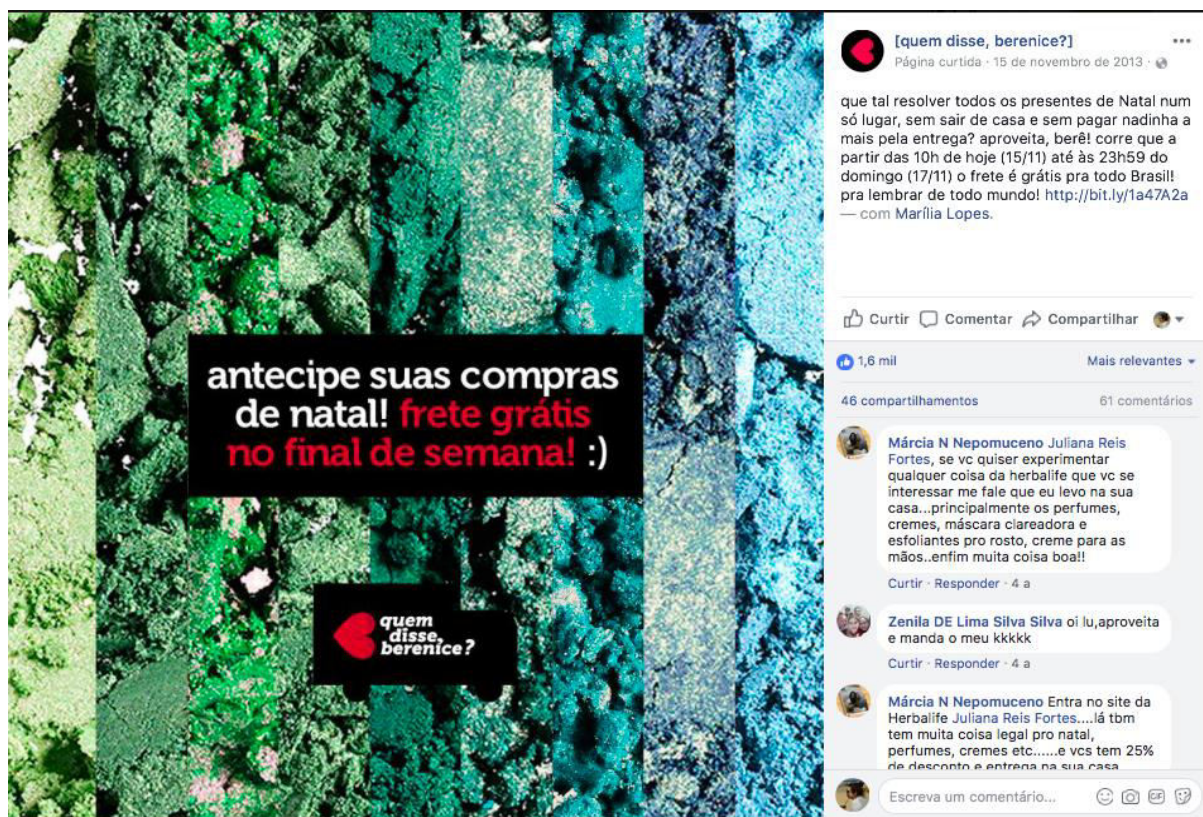 antecipe suas compras
de natal! frete grátis
no final de semana! :)
quem
disse,
berenice?
[quem disse, berenice?]
Página curtida · 15 de novembro de 2013 ·
que tal resolver todos os presentes de Natal num
só lugar, sem sair de casa e sem pagar nadinha a
mais pela entrega? aproveita, berê! corre que a
partir das 10h de hoje (15/11) até às 23h59 do
domingo (17/11) o frete é grátis pra todo Brasil!
pra lembrar de todo mundo! http://bit.ly/1a47A2a
— com Marília Lopes.
Curtir Comentar Compartilhar
1,6 mil Mais relevantes
46 compartilhamentos 61 comentários
Márcia N Nepomuceno Juliana Reis
Fortes, se vc quiser experimentar
qualquer coisa da herbalife que vc se
interessar me fale que eu levo na sua
casa...principalmente os perfumes,
cremes, máscara clareadora e
esfoliantes pro rosto, creme para as
mãos..enfim muita coisa boa!!
Curtir · Responder · 4 a
Zenila DE Lima Silva Silva oi lu,aproveita
e manda o meu kkkkk
Curtir · Responder · 4 a
Márcia N Nepomuceno Entra no site da
Herbalife Juliana Reis Fortes....lá tbm
tem muita coisa legal pro natal,
perfumes, cremes etc......e vcs tem 25%
de desconto e entrega na sua casa
Escreva um comentário...
GIF